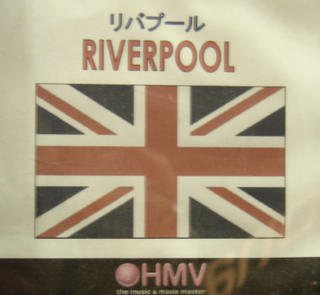 リバプール
RIVERPOOL
HMV
the music & movie master